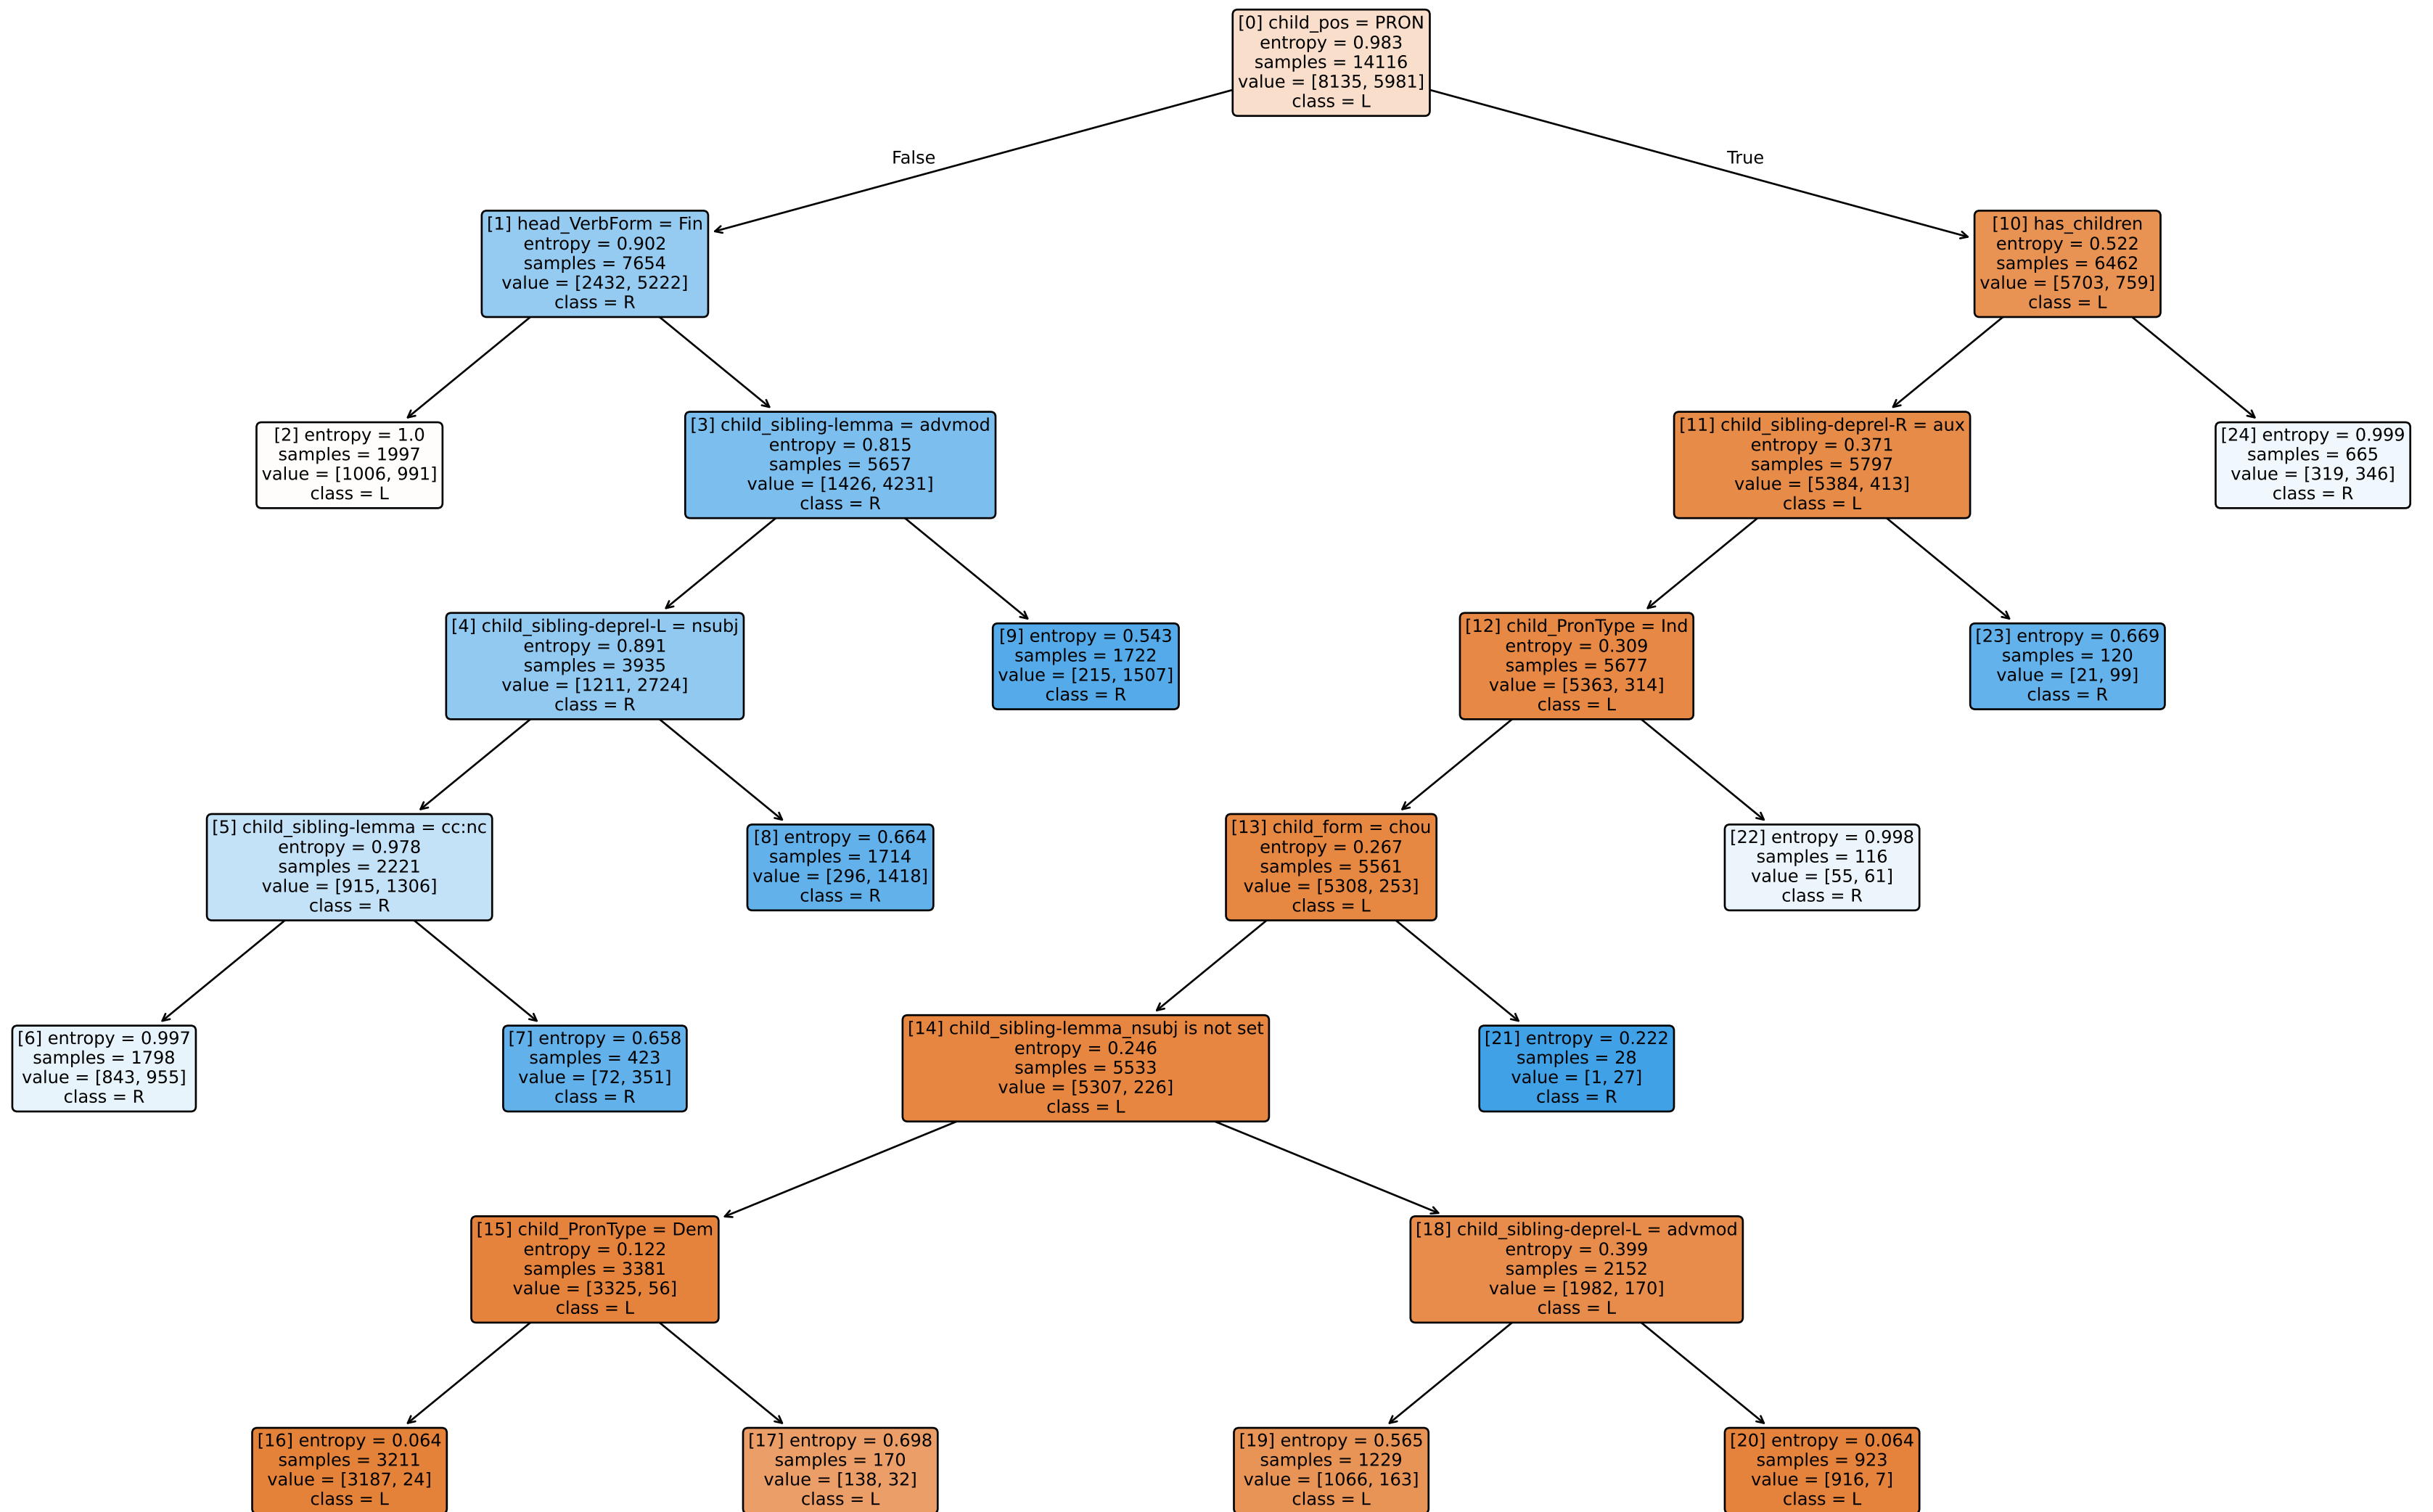 [0] child_pos = PRON
entropy = 0.983
samples = 14116
value = [8135, 5981]
class = L
False
True
[1] head_VerbForm = Fin
entropy = 0.902
samples = 7654
value = [2432, 5222]
class = R
[10] has_children
entropy = 0.522
samples = 6462
value = [5703, 759]
class = L
[2] entropy = 1.0
samples = 1997
value = [1006, 991]
class = L
[3] child_sibling-lemma = advmod
entropy = 0.815
samples = 5657
value = [1426, 4231]
class = R
[11] child_sibling-deprel-R = aux
entropy = 0.371
samples = 5797
value = [5384, 413]
class = L
[24] entropy = 0.999
samples = 665
value = [319, 346]
class = R
[4] child_sibling-deprel-L = nsubj
entropy = 0.891
samples = 3935
value = [1211, 2724]
class = R
[9] entropy = 0.543
samples = 1722
value = [215, 1507]
class = R
[12] child_PronType = Ind
entropy = 0.309
samples = 5677
value = [5363, 314]
class = L
[23] entropy = 0.669
samples = 120
value = [21, 99]
class = R
[5] child_sibling-lemma = cc:nc
entropy = 0.978
samples = 2221
value = [915, 1306]
class = R
[8] entropy = 0.664
samples = 1714
value = [296, 1418]
class = R
[13] child_form = chou
entropy = 0.267
samples = 5561
value = [5308, 253]
class = L
[22] entropy = 0.998
samples = 116
value = [55, 61]
class = R
[6] entropy = 0.997
samples = 1798
value = [843, 955]
class = R
[7] entropy = 0.658
samples = 423
value = [72, 351]
class = R
[14] child_sibling-lemma_nsubj is not set
entropy = 0.246
samples = 5533
value = [5307, 226]
class = L
[21] entropy = 0.222
samples = 28
value = [1, 27]
class = R
[15] child_PronType = Dem
entropy = 0.122
samples = 3381
value = [3325, 56]
class = L
[18] child_sibling-deprel-L = advmod
entropy = 0.399
samples = 2152
value = [1982, 170]
class = L
[16] entropy = 0.064
samples = 3211
value = [3187, 24]
class = L
[17] entropy = 0.698
samples = 170
value = [138, 32]
class = L
[19] entropy = 0.565
samples = 1229
value = [1066, 163]
class = L
[20] entropy = 0.064
samples = 923
value = [916, 7]
class = L